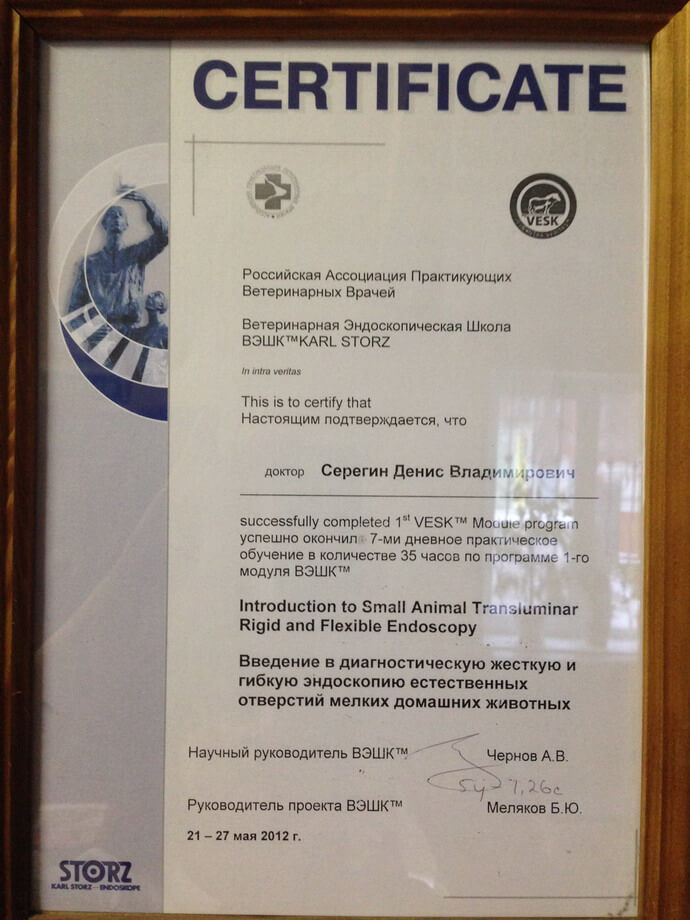 CERTIFICATE
VESK
Российская Ассоциация Практикующих
Ветеринарных Врачей
Ветеринарная Эндоскопическая Школа
ВЭШК™KARL STORZ
In intra veritas
This is to certify that
Настоящим подтверждается, что
доктор Серегин Денис Владимирович
successfully completed 1st VESK™ Module program
успешно окончил 7-ми дневное практическое
обучение в количестве 35 часов по программе 1-го
модуля ВЭШК™
Introduction to Small Animal Transluminar
Rigid and Flexible Endoscopy
Введение в диагностическую жесткую и
гибкую эндоскопию естественных
отверстий мелких домашних животных
Научный руководитель ВЭШК™ Чернов А.В.
Руководитель проекта ВЭШК™ Меляков Б.Ю.
21 – 27 мая 2012 г.
STORZ
KARL STORZ – ENDOSKOPE